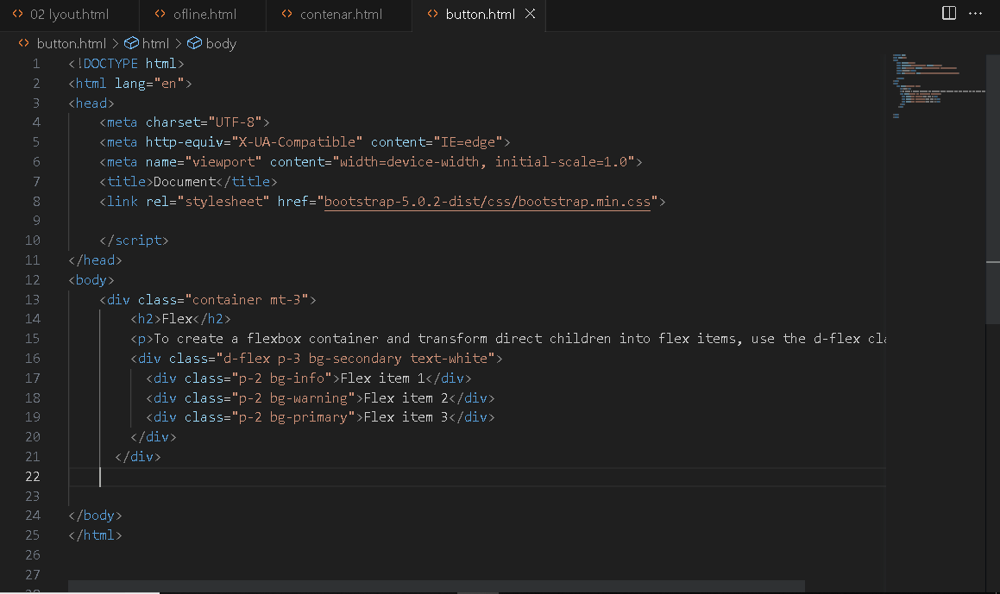 02 lyout.html ofline.html contenar.html button.html
button.html html body
1 <!DOCTYPE html>
2 <html lang="en">
3 <head>
4 <meta charset="UTF-8">
5 <meta http-equiv="X-UA-Compatible" content="IE=edge">
6 <meta name="viewport" content="width=device-width, initial-scale=1.0">
7 <title>Document</title>
8 <link rel="stylesheet" href="bootstrap-5.0.2-dist/css/bootstrap.min.css">
9
10 </script>
11 </head>
12 <body>
13 <div class="container mt-3">
14 <h2>Flex</h2>
15 <p>To create a flexbox container and transform direct children into flex items, use the d-flex cla
16 <div class="d-flex p-3 bg-secondary text-white">
17 <div class="p-2 bg-info">Flex item 1</div>
18 <div class="p-2 bg-warning">Flex item 2</div>
19 <div class="p-2 bg-primary">Flex item 3</div>
20 </div>
21 </div>
22
23
24 </body>
25 </html>
26
27
28